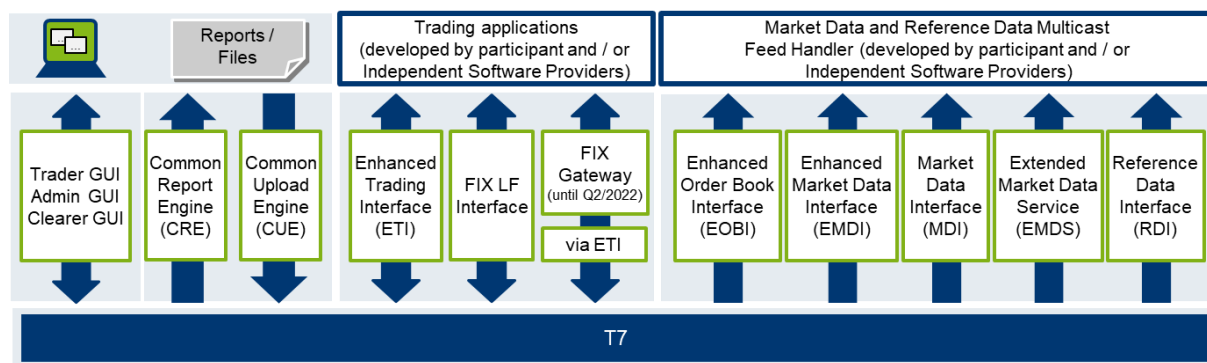 Reports /
Files
Trading applications
(developed by participant and / or
Independent Software Providers)
Market Data and Reference Data Multicast
Feed Handler (developed by participant and / or
Independent Software Providers)
Trader GUI
Admin GUI
Clearer GUI
Common
Report
Engine
(CRE)
Common
Upload
Engine
(CUE)
Enhanced
Trading
Interface
(ETI)
FIX LF
Interface
FIX
Gateway
(until Q2/2022)
via ETI
Enhanced
Order Book
Interface
(EOBI)
Enhanced
Market Data
Interface
(EMDI)
Market
Data
Interface
(MDI)
Extended
Market Data
Service
(EMDS)
Reference
Data
Interface
(RDI)
T7